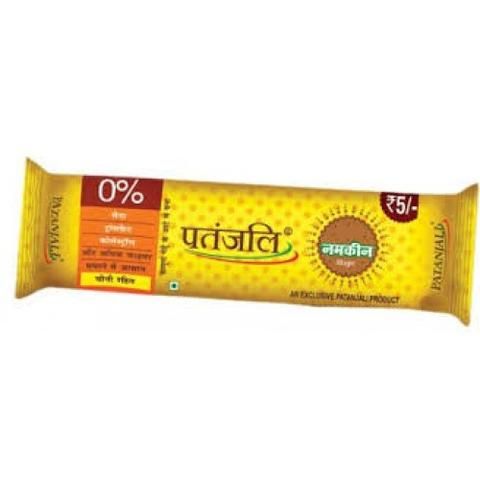 PATANJALI
0%
मैदा
ट्रांसफैट
कोलेस्ट्रॉल
और अधिक फाइबर
पचाने में आसान
चीनी रहित
पतंजलि®
नमकीन
बिस्कुट
AN EXCLUSIVE PATANJALI PRODUCT
₹5/-
PATANJALI